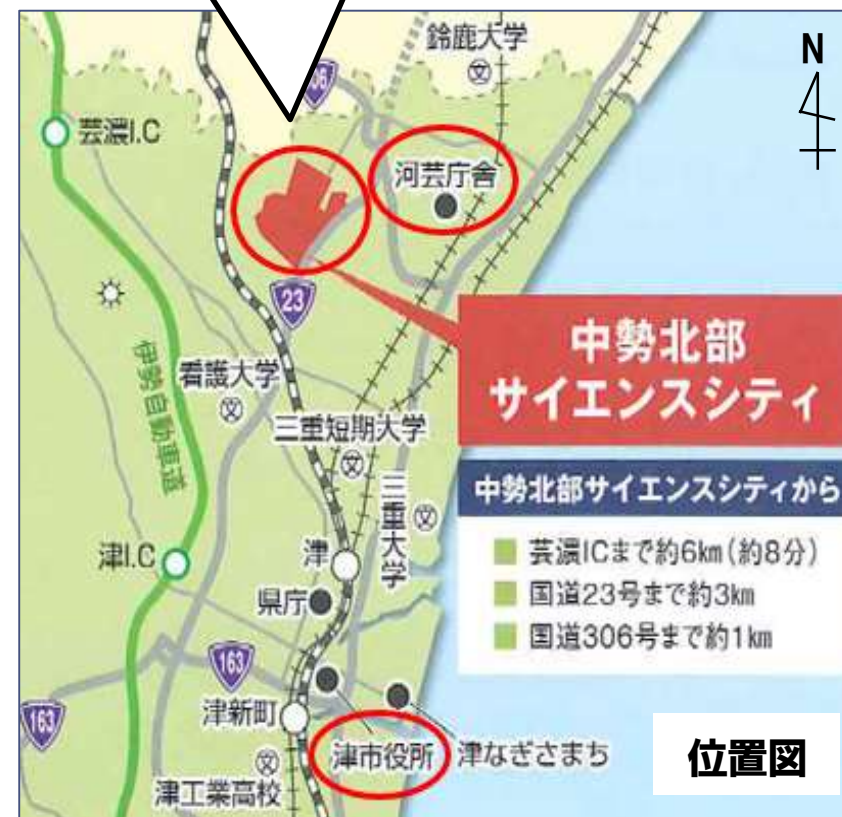 鈴鹿大学
文
N
06
芸濃I.C
河芸庁舎
23
中勢北部
サイエンスシティ
伊勢自動車道
看護大学
文
三重短期大学
文
三重大学
文
中勢北部サイエンスシティから
芸濃ICまで約6km(約8分)
国道23号まで約3km
国道306号まで約1km
津I.C
津
県庁
163
163
津新町
津市役所
津なぎさまち
文
津工業高校
位置図